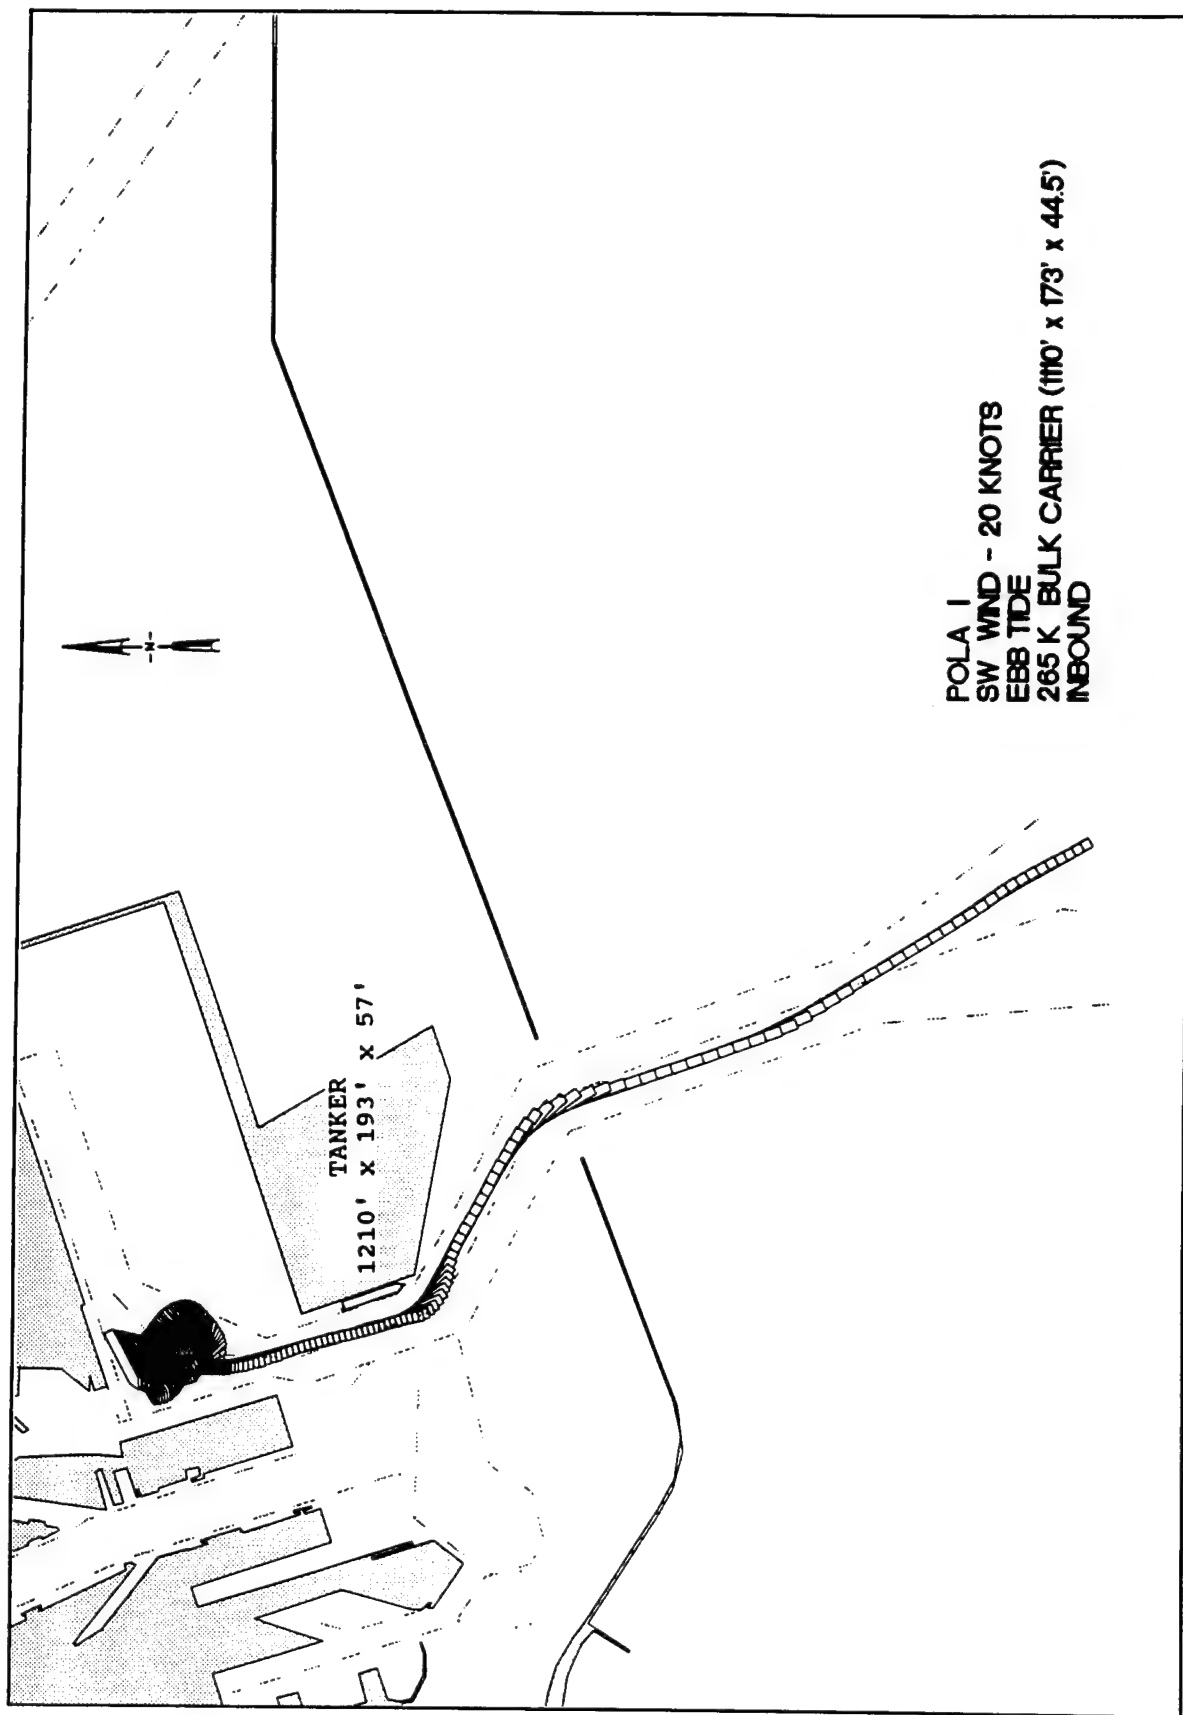 TANKER
1210' x 193' x 57'
-N-
POLA I
SW WIND - 20 KNOTS
EBB TIDE
265 K BULK CARRIER (1110' x 173' x 44.5')
INBOUND